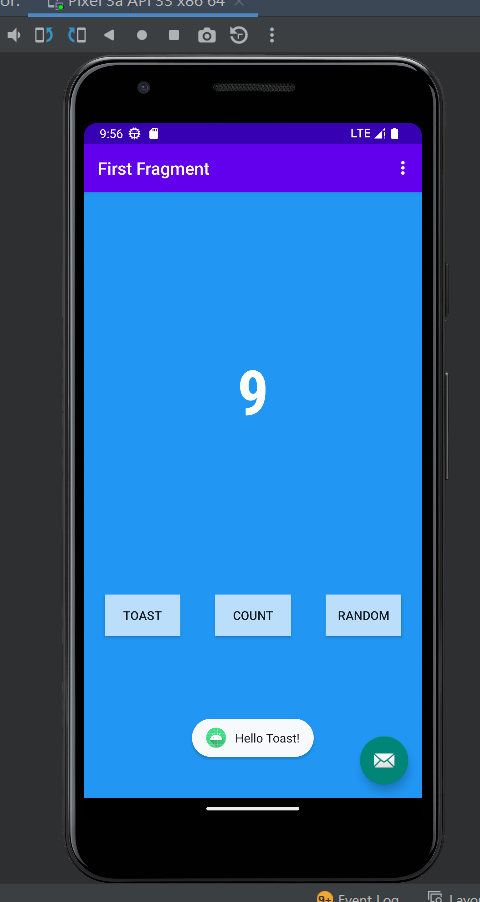 or:
Pixel 3a API 33 x86 64
9:56
LTE
First Fragment
9
TOAST
COUNT
RANDOM
Hello Toast!
9+
Event Log